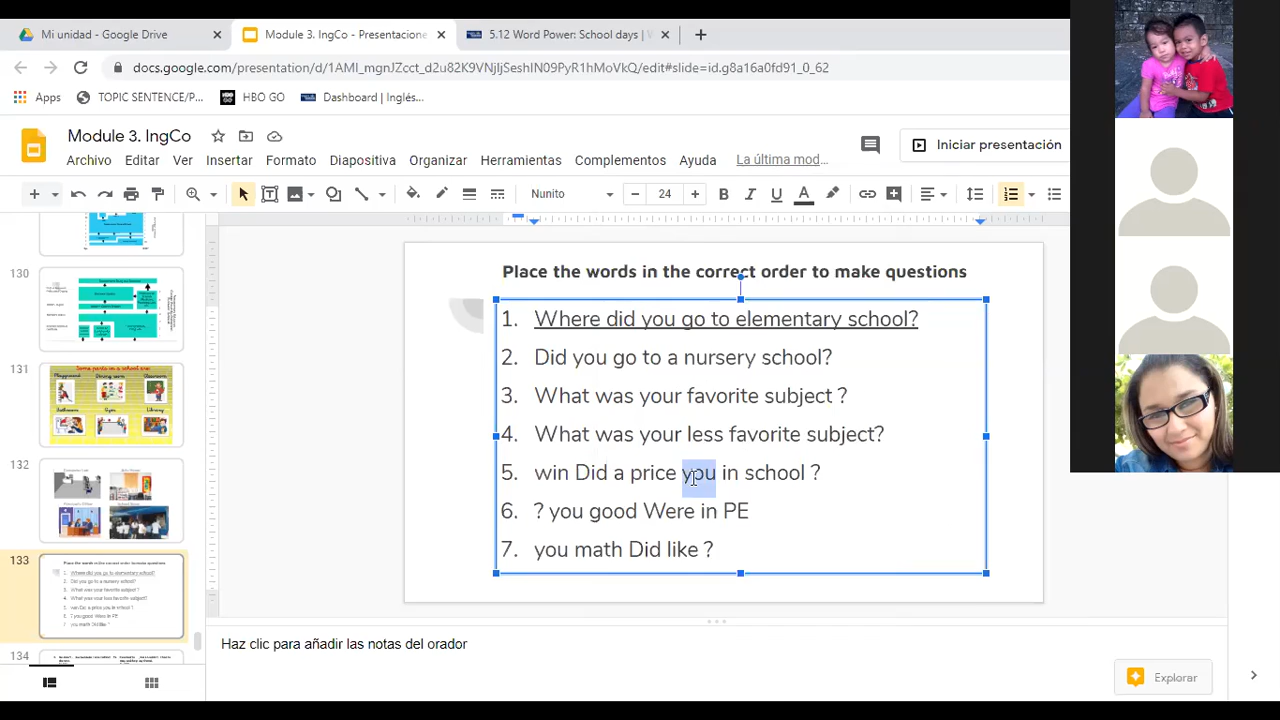 Mi unidad - Google Drive
Module 3. IngCo - Presentacione
5.12 Word Power: School days | W
docs.google.com/presentation/d/
Apps
TOPIC SENTENCE/P...
HBO GO
Dashboard | Inglés...
Module 3. IngCo
Archivo Editar Ver Insertar Formato Diapositiva Organizar Herramientas Complementos Ayuda La última mod...
Iniciar presentación
Nunito
24
Place the words in the correct order to make questions
1. Where did you go to elementary school?
2. Did you go to a nursery school?
3. What was your favorite subject ?
4. What was your less favorite subject?
5. win Did a price you in school ?
6. ? you good Were in PE
7. you math Did like ?
130
131
132
133
134
Haz clic para añadir las notas del orador
Explorar